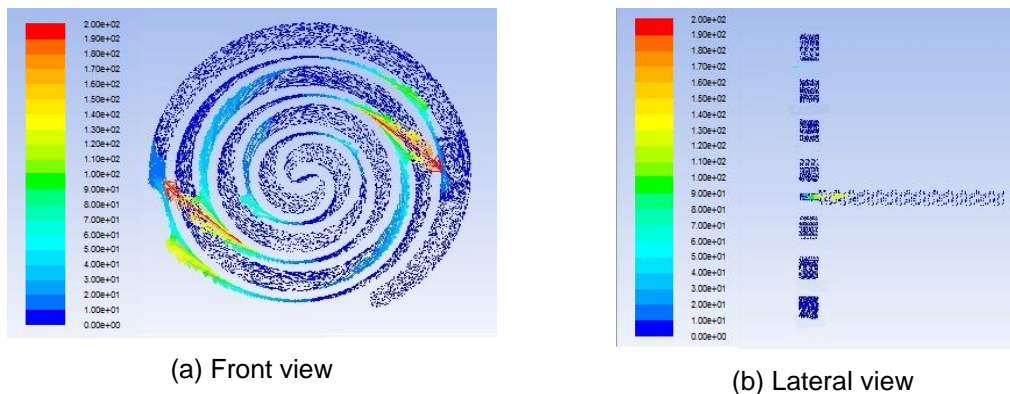 2.00e+02
1.90e+02
1.80e+02
1.70e+02
1.60e+02
1.50e+02
1.40e+02
1.30e+02
1.20e+02
1.10e+02
1.00e+02
9.00e+01
8.00e+01
7.00e+01
6.00e+01
5.00e+01
4.00e+01
3.00e+01
2.00e+01
1.00e+01
0.00e+00
(a) Front view
2.00e+02
1.90e+02
1.80e+02
1.70e+02
1.60e+02
1.50e+02
1.40e+02
1.30e+02
1.20e+02
1.10e+02
1.00e+02
9.00e+01
8.00e+01
7.00e+01
6.00e+01
5.00e+01
4.00e+01
3.00e+01
2.00e+01
1.00e+01
0.00e+00
(b) Lateral view